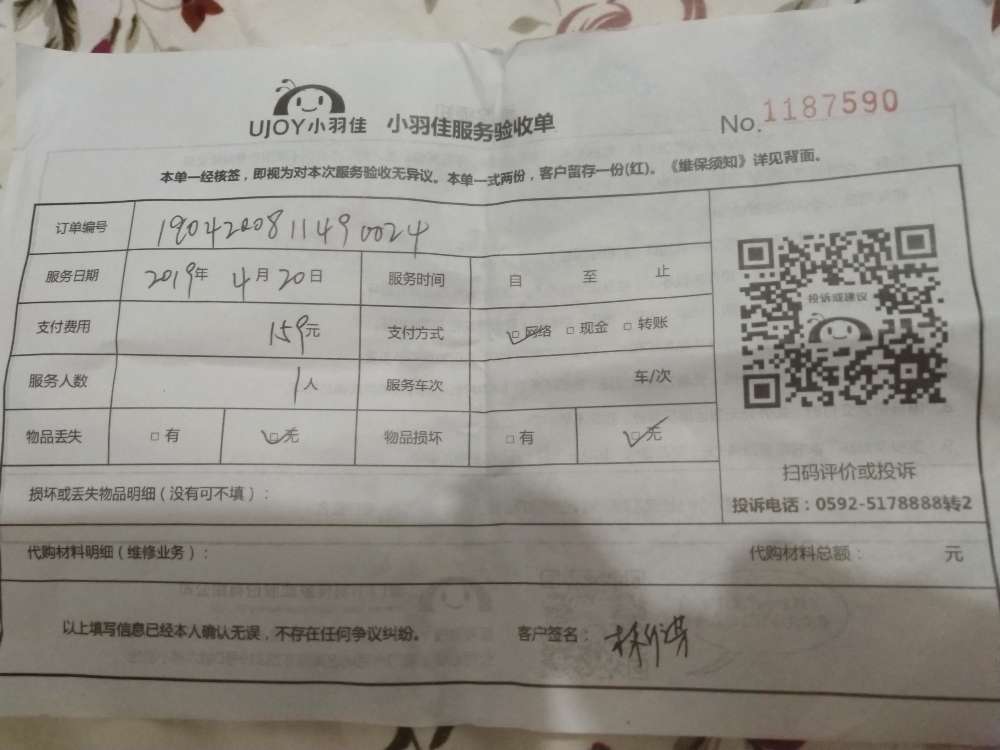 UJOY小羽佳 小羽佳服务验收单 No.1187590
本单一经核签，即视为对本次服务验收无异议。本单一式两份，客户留存一份(红)。《维保须知》详见背面。
订单编号 1904200811490024
服务日期 2019年4月20日 服务时间 自 至 止
支付费用 159元 支付方式 网络 □现金 □转账
服务人数 1人 服务车次 车/次
物品丢失 □有 □无 物品损坏 □有 □无
损坏或丢失物品明细（没有可不填）：
投诉或建议
扫码评价或投诉
投诉电话：0592-5178888转2
代购材料明细（维修业务）： 代购材料总额： 元
以上填写信息已经本人确认无误，不存在任何争议纠纷。 客户签名：